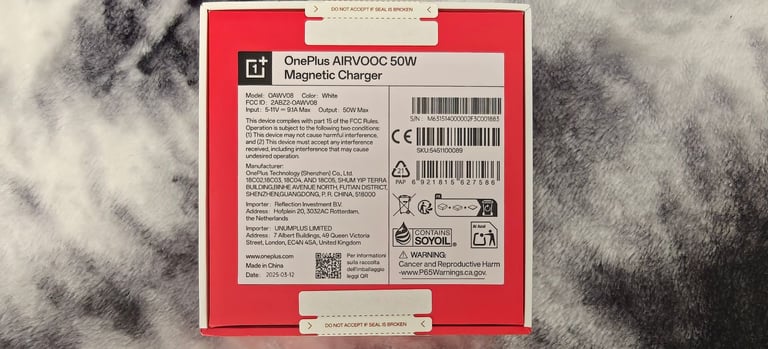 DO NOT ACCEPT IF SEAL IS BROKEN
OnePlus AIRVOOC 50W
Magnetic Charger
Model: OAWV08 Color: White
FCC ID: 2ABZ2-OAWV08
Input: 5-11V ⎓ 9.1A Max Output: 50W Max
This device complies with part 15 of the FCC Rules.
Operation is subject to the following two conditions:
(1) This device may not cause harmful interference,
and (2) This device must accept any interference
received, including interference that may cause
undesired operation.
Manufacturer:
OnePlus Technology (Shenzhen) Co., Ltd.
18C02,18C03, 18C04, AND 18C05, SHUM YIP TERRA
BUILDING,BINHE AVENUE NORTH, FUTIAN DISTRICT,
SHENZHEN,GUANGDONG, P. R. CHINA, 518000
Importer : Reflection Investment B.V.
Address : Hofplein 20, 3032AC Rotterdam,
the Netherlands
Importer : UNUMPLUS LIMITED
Address : 7 Albert Buildings, 49 Queen Victoria
Street, London, EC4N 4SA, United Kingdom
www.oneplus.com
Made in China
Date: 2025-03-12
Per informazioni
sulla raccolta
dell'imballaggio
leggi QR
S/N: M631514000002F3C001883
CE
SKU:5451100089
21
PAP
6 921815 627586
CONTAINS
SOYOIL
WARNING:
Cancer and Reproductive Harm
-www.P65Warnings.ca.gov.
DO NOT ACCEPT IF SEAL IS BROKEN